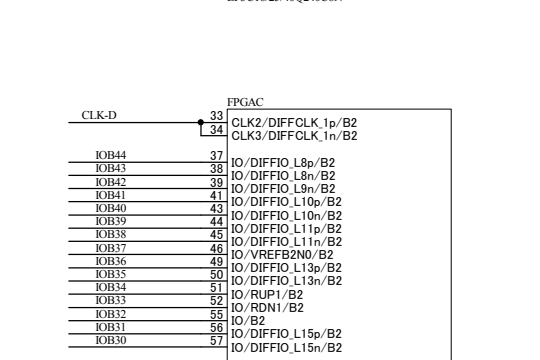 FPGAC
CLK-D 33 CLK2/DIFFCLK_1p/B2
34 CLK3/DIFFCLK_1n/B2
IOB44 37 IO/DIFFIO_L8p/B2
IOB43 38 IO/DIFFIO_L8n/B2
IOB42 39 IO/DIFFIO_L9n/B2
IOB41 41 IO/DIFFIO_L10p/B2
IOB40 43 IO/DIFFIO_L10n/B2
IOB39 44 IO/DIFFIO_L11p/B2
IOB38 45 IO/DIFFIO_L11n/B2
IOB37 46 IO/VREFB2N0/B2
IOB36 49 IO/DIFFIO_L13p/B2
IOB35 50 IO/DIFFIO_L13n/B2
IOB34 51 IO/RUP1/B2
IOB33 52 IO/RDN1/B2
IOB32 55 IO/B2
IOB31 56 IO/DIFFIO_L15p/B2
IOB30 57 IO/DIFFIO_L15n/B2